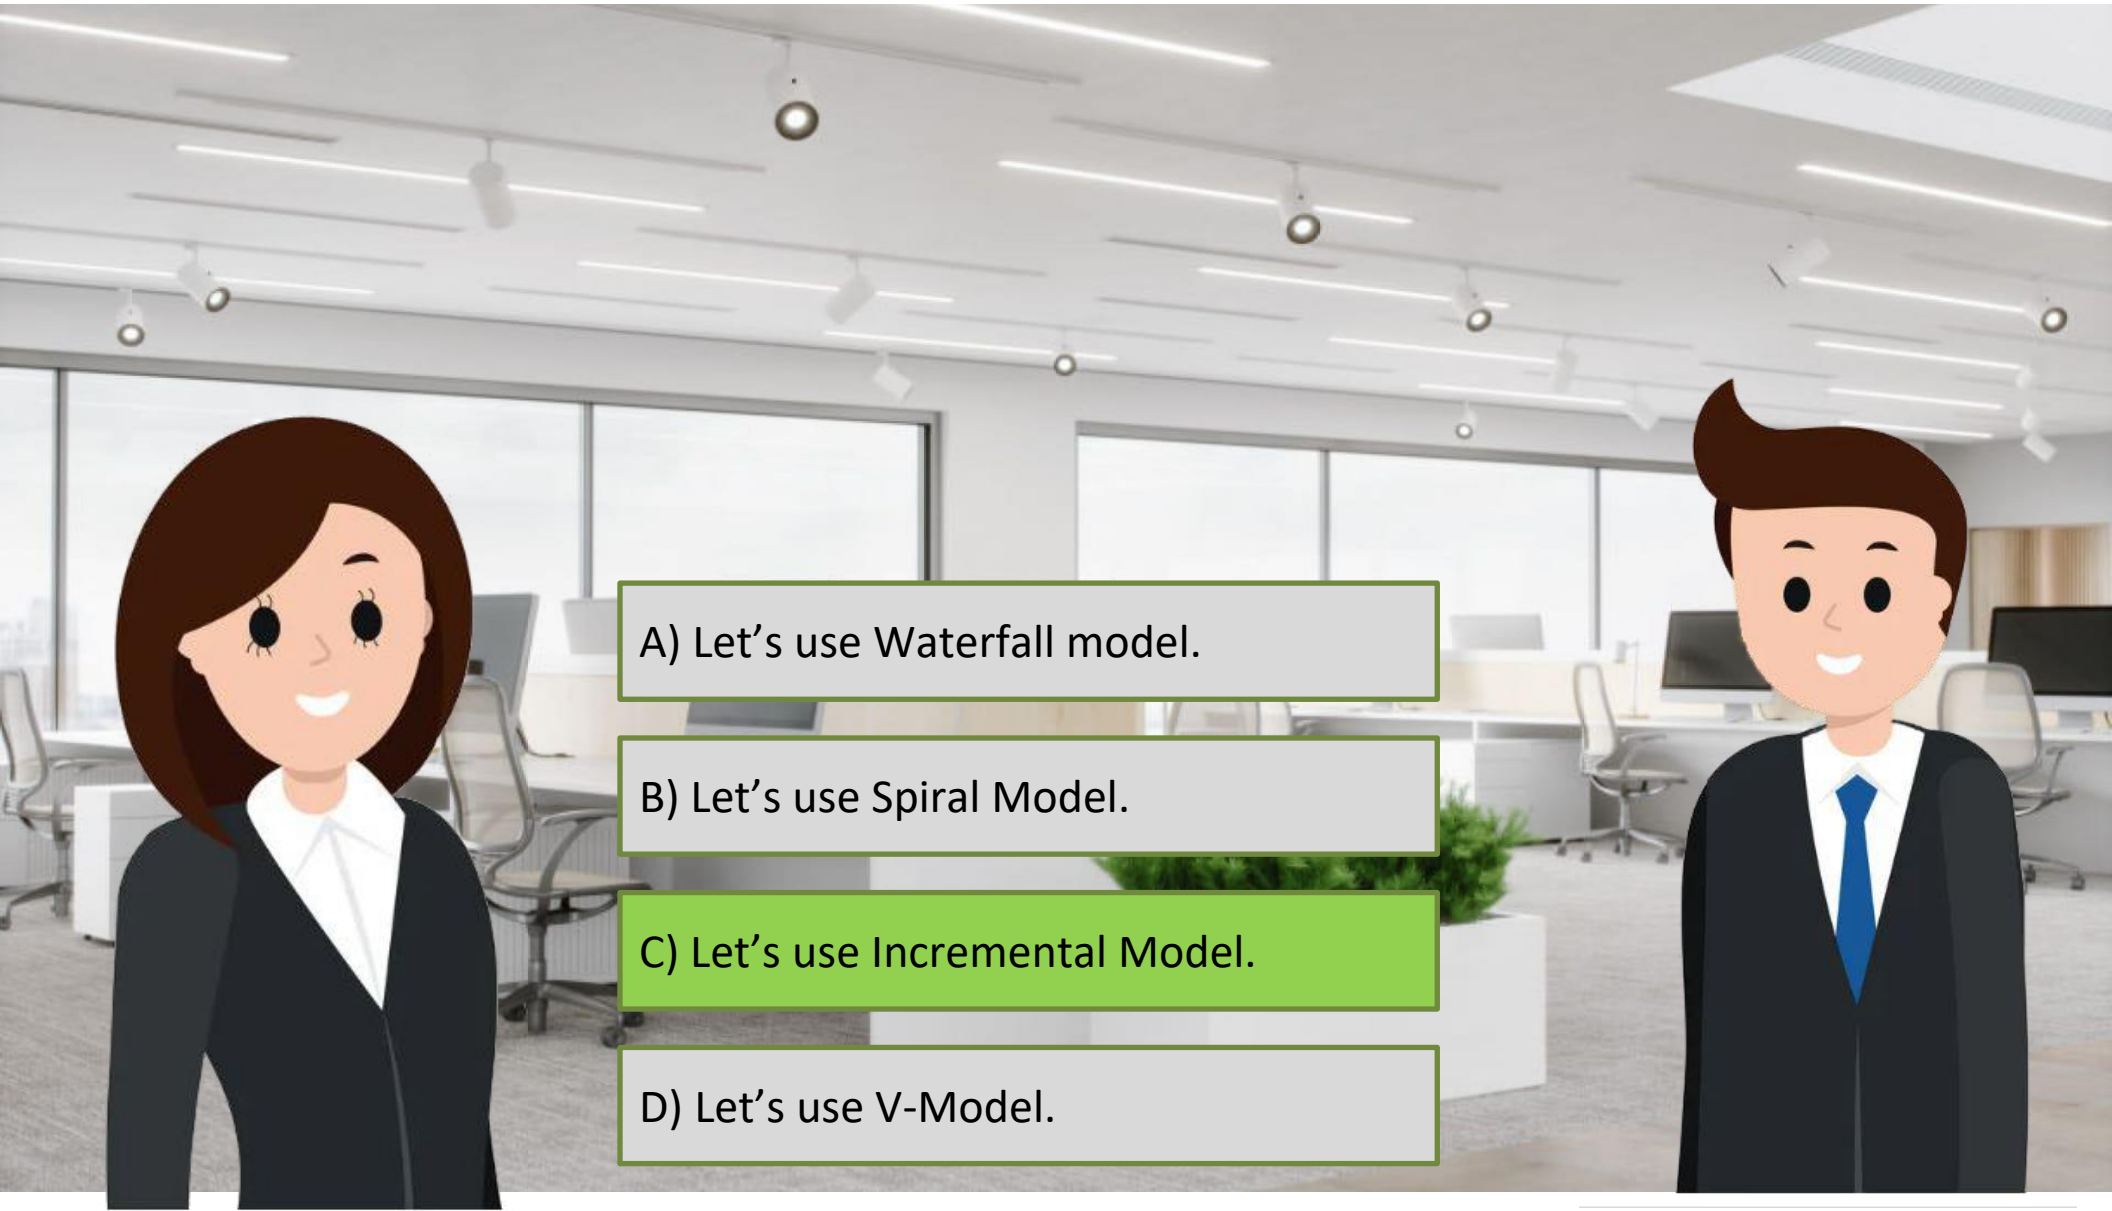 A) Let’s use Waterfall model.
B) Let’s use Spiral Model.
C) Let’s use Incremental Model.
D) Let’s use V-Model.